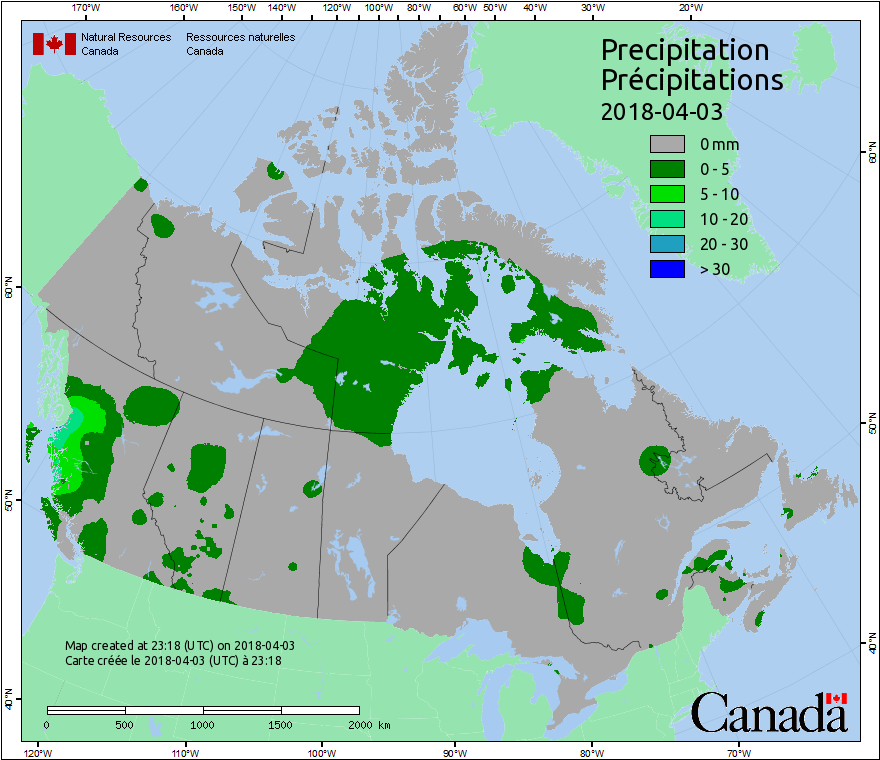 170°W 160°W 150°W 140°W 130°W 120°W 110°W 100°W 90°W 80°W 60°W 50°W 40°W 30°W 20°W
Natural Resources Ressources naturelles
Canada Canada
Precipitation
Précipitations
2018-04-03
0 mm
0 - 5
5 - 10
10 - 20
20 - 30
> 30
60°N
50°N
40°N
60°N
50°N
40°N
Map created at 23:18 (UTC) on 2018-04-03
Carte créée le 2018-04-03 (UTC) à 23:18
0 500 1000 1500 2000 km
Canada
120°W 110°W 100°W 90°W 80°W 70°W